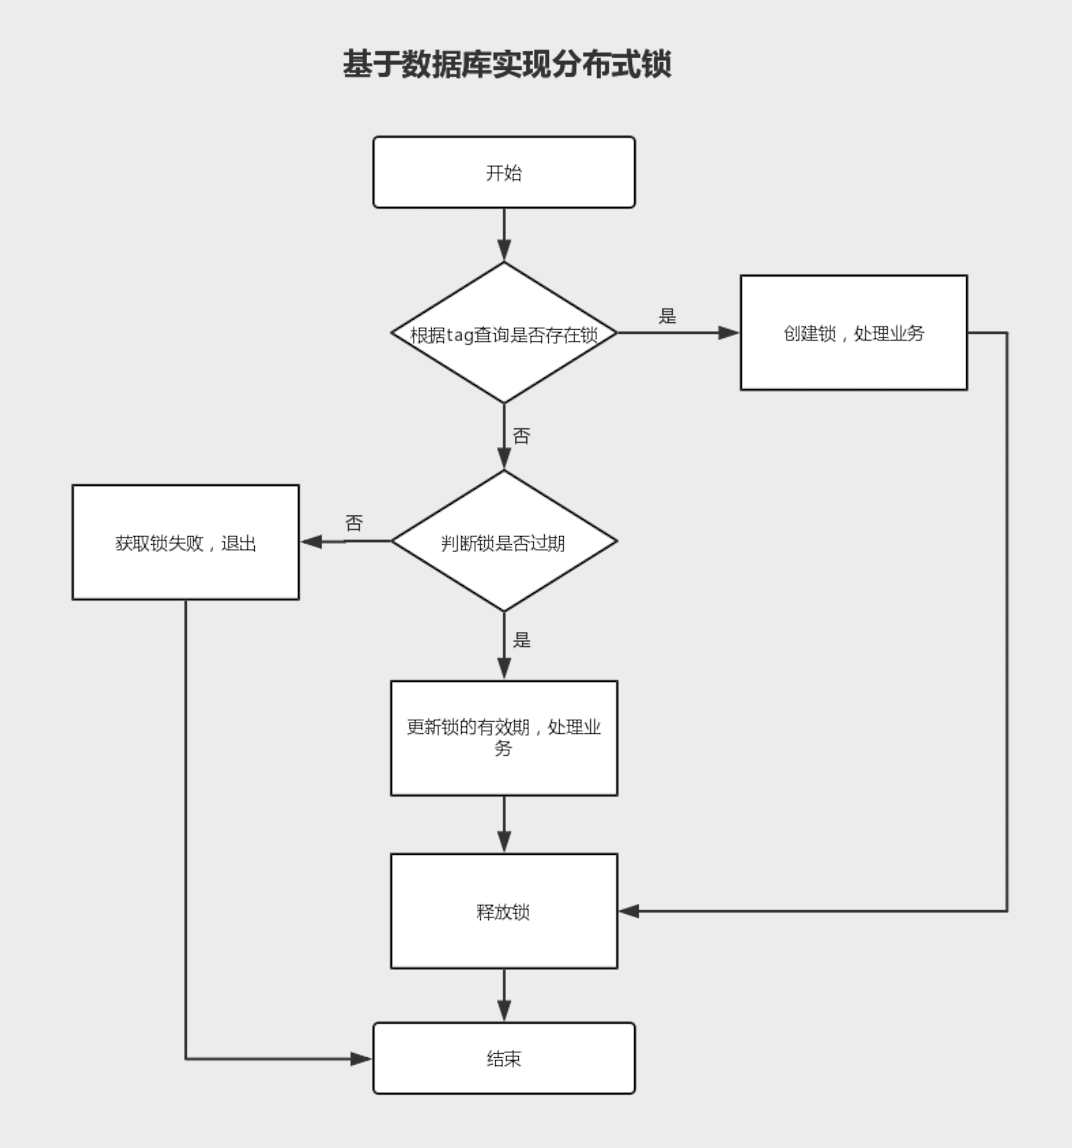 基于数据库实现分布式锁
开始
根据tag查询是否存在锁
是
创建锁，处理业务
否
获取锁失败，退出
否
判断锁是否过期
是
更新锁的有效期，处理业
务
释放锁
结束